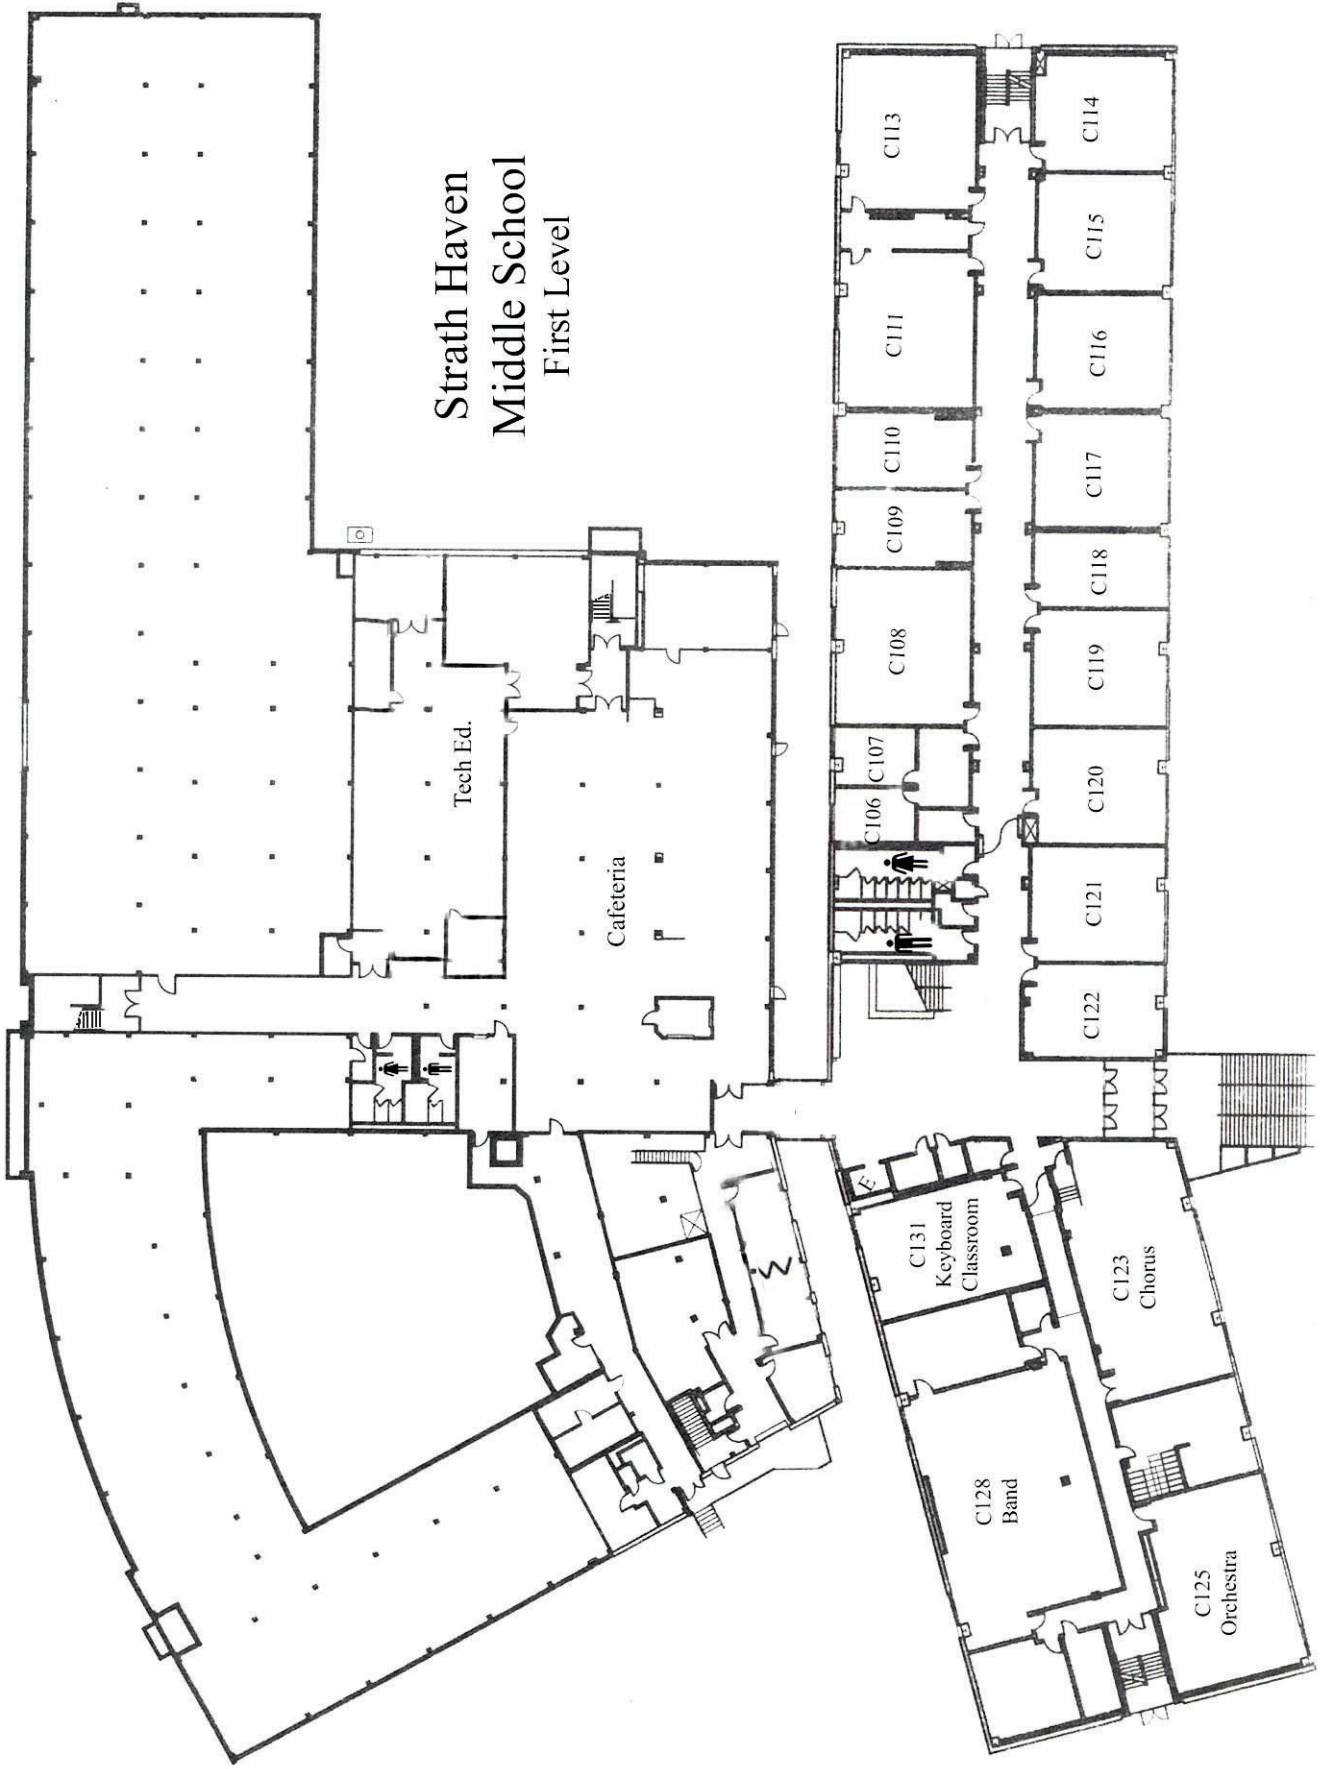 Strath Haven
Middle School
First Level
Tech Ed.
Cafeteria
C113
C111
C110
C109
C108
C107
C106
C114
C115
C116
C117
C118
C119
C120
C121
C122
E
C131
Keyboard
Classroom
C123
Chorus
W
C128
Band
C125
Orchestra